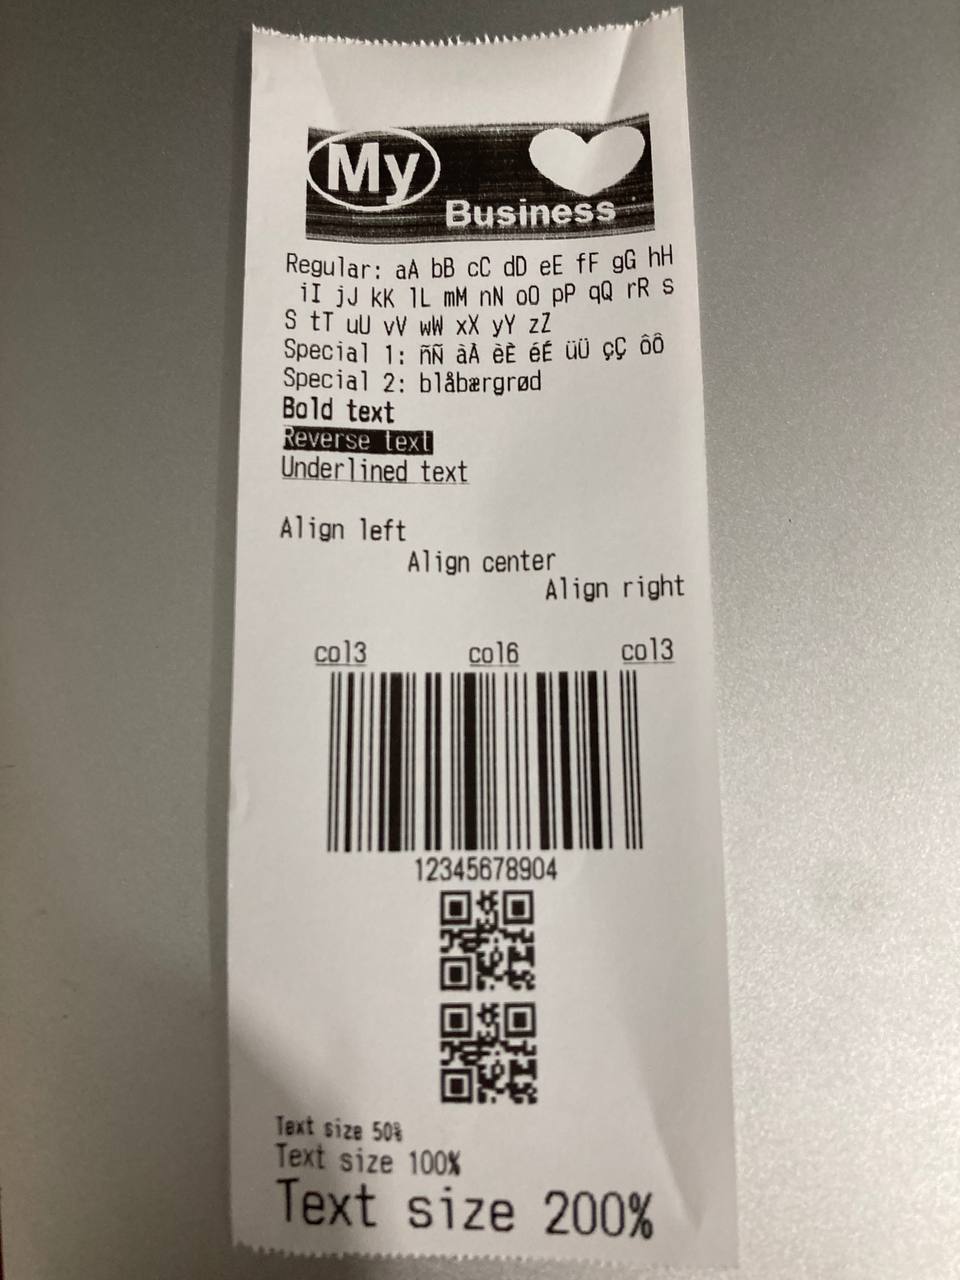 My
Business
Regular: aA bB cC dD eE fF gG hH
iI jJ kK lL mM nN oO pP qQ rR s
S tT uU vV wW xX yY zZ
Special 1: ñÑ àÀ èÈ éÉ üÜ çÇ ôÔ
Special 2: blåbærgrød
Bold text
Reverse text
Underlined text
Align left
Align center
Align right
col3 col6 col3
12345678904
Text size 50%
Text size 100%
Text size 200%